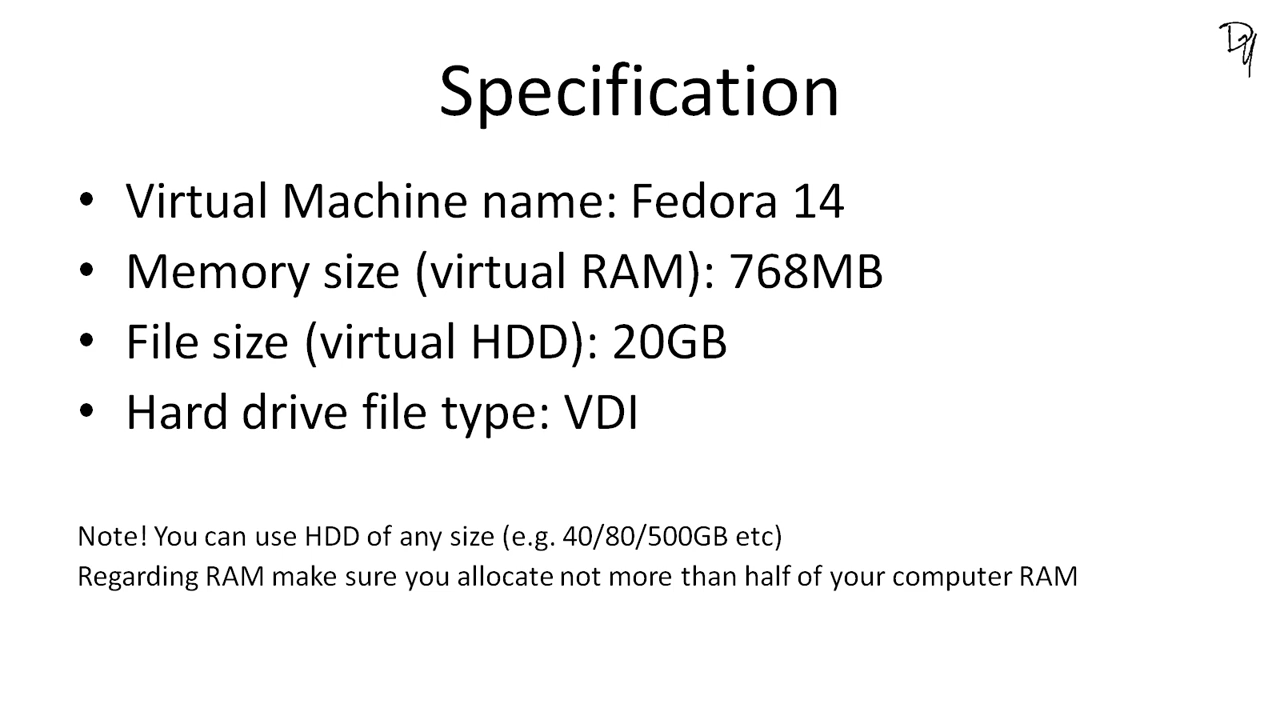 Specification
• Virtual Machine name: Fedora 14
• Memory size (virtual RAM): 768MB
• File size (virtual HDD): 20GB
• Hard drive file type: VDI
Note! You can use HDD of any size (e.g. 40/80/500GB etc)
Regarding RAM make sure you allocate not more than half of your computer RAM